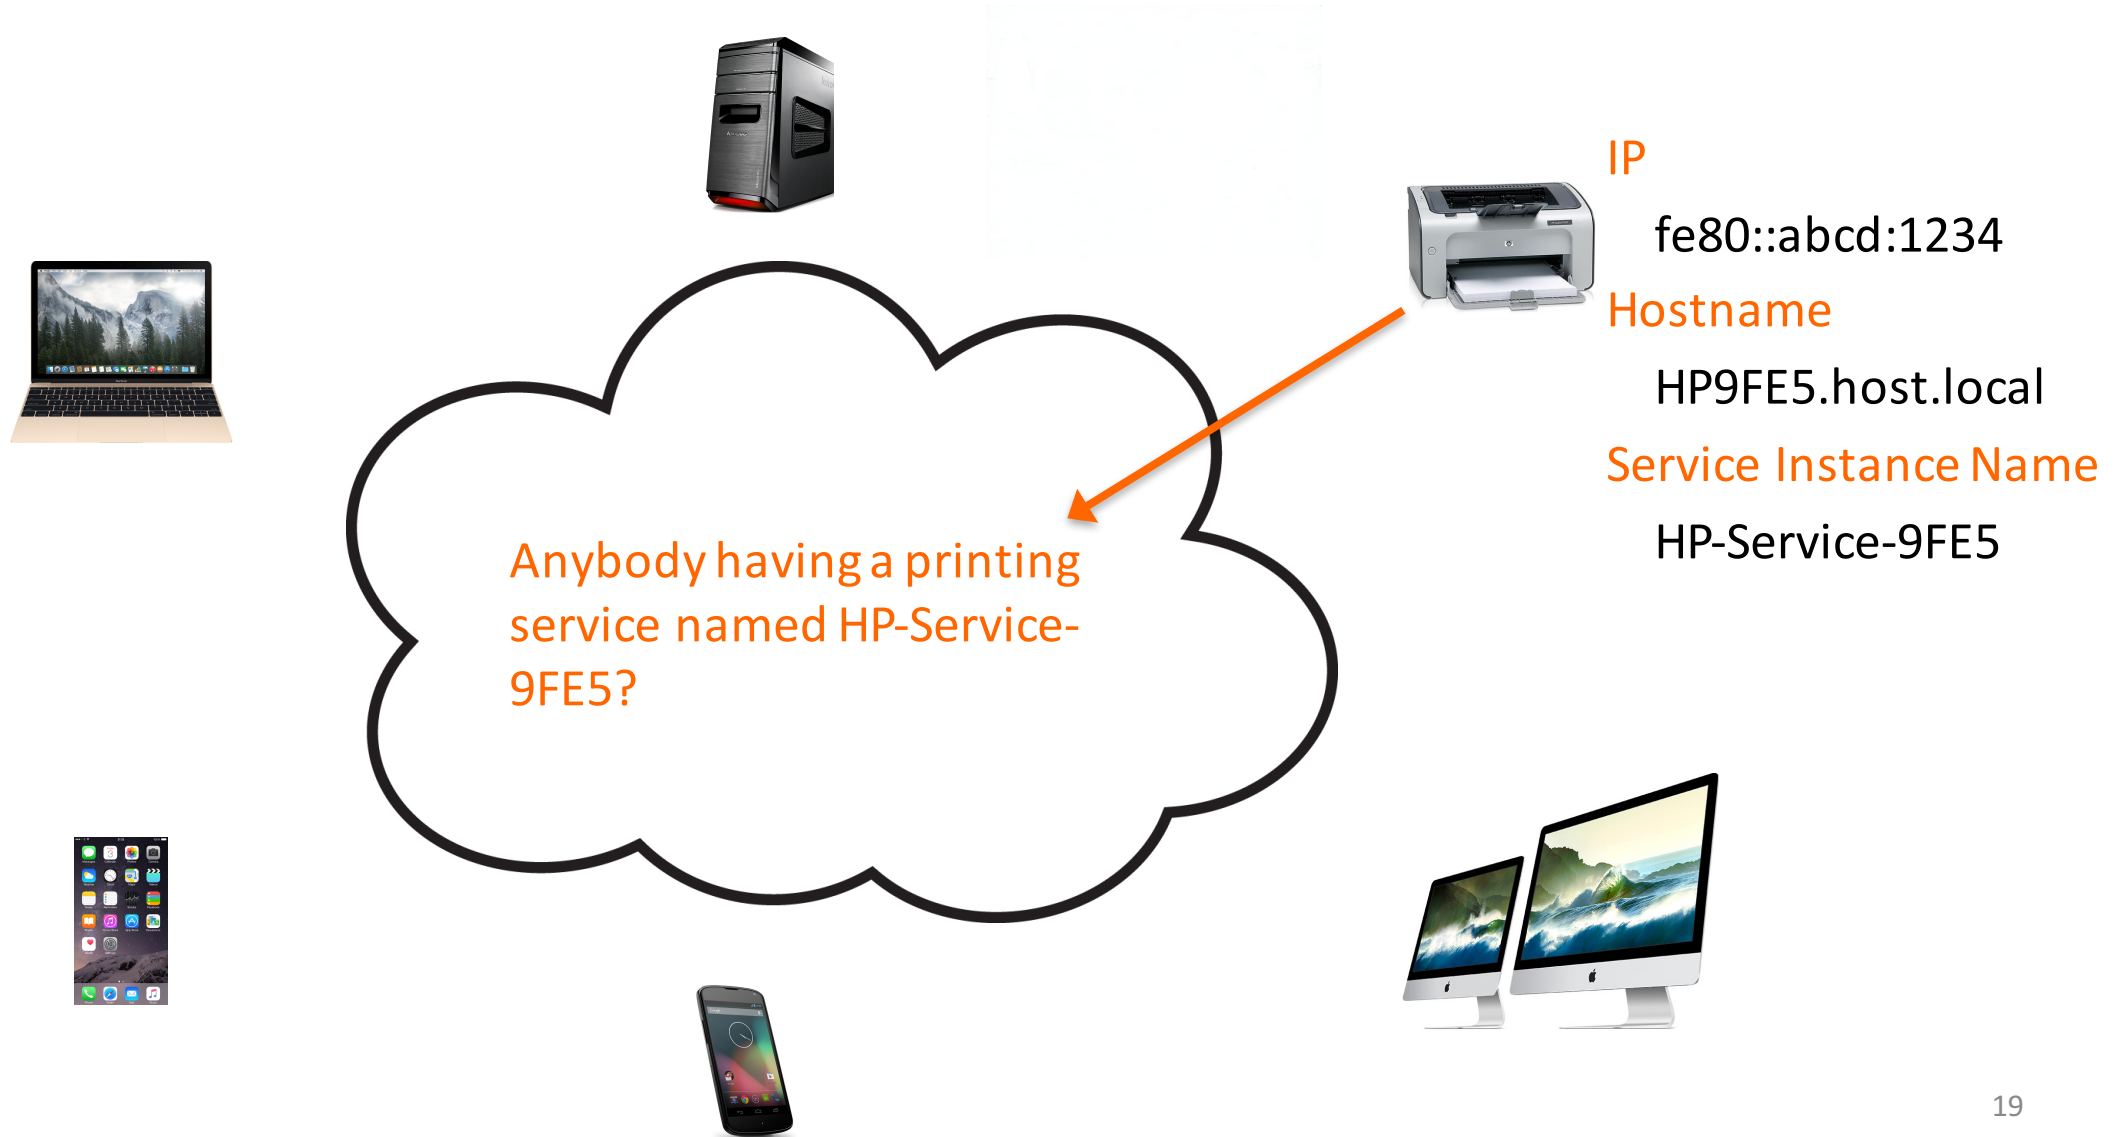 IP
fe80::abcd:1234
Hostname
HP9FE5.host.local
Service Instance Name
HP-Service-9FE5
Anybody having a printing
service named HP-Service-
9FE5?
19